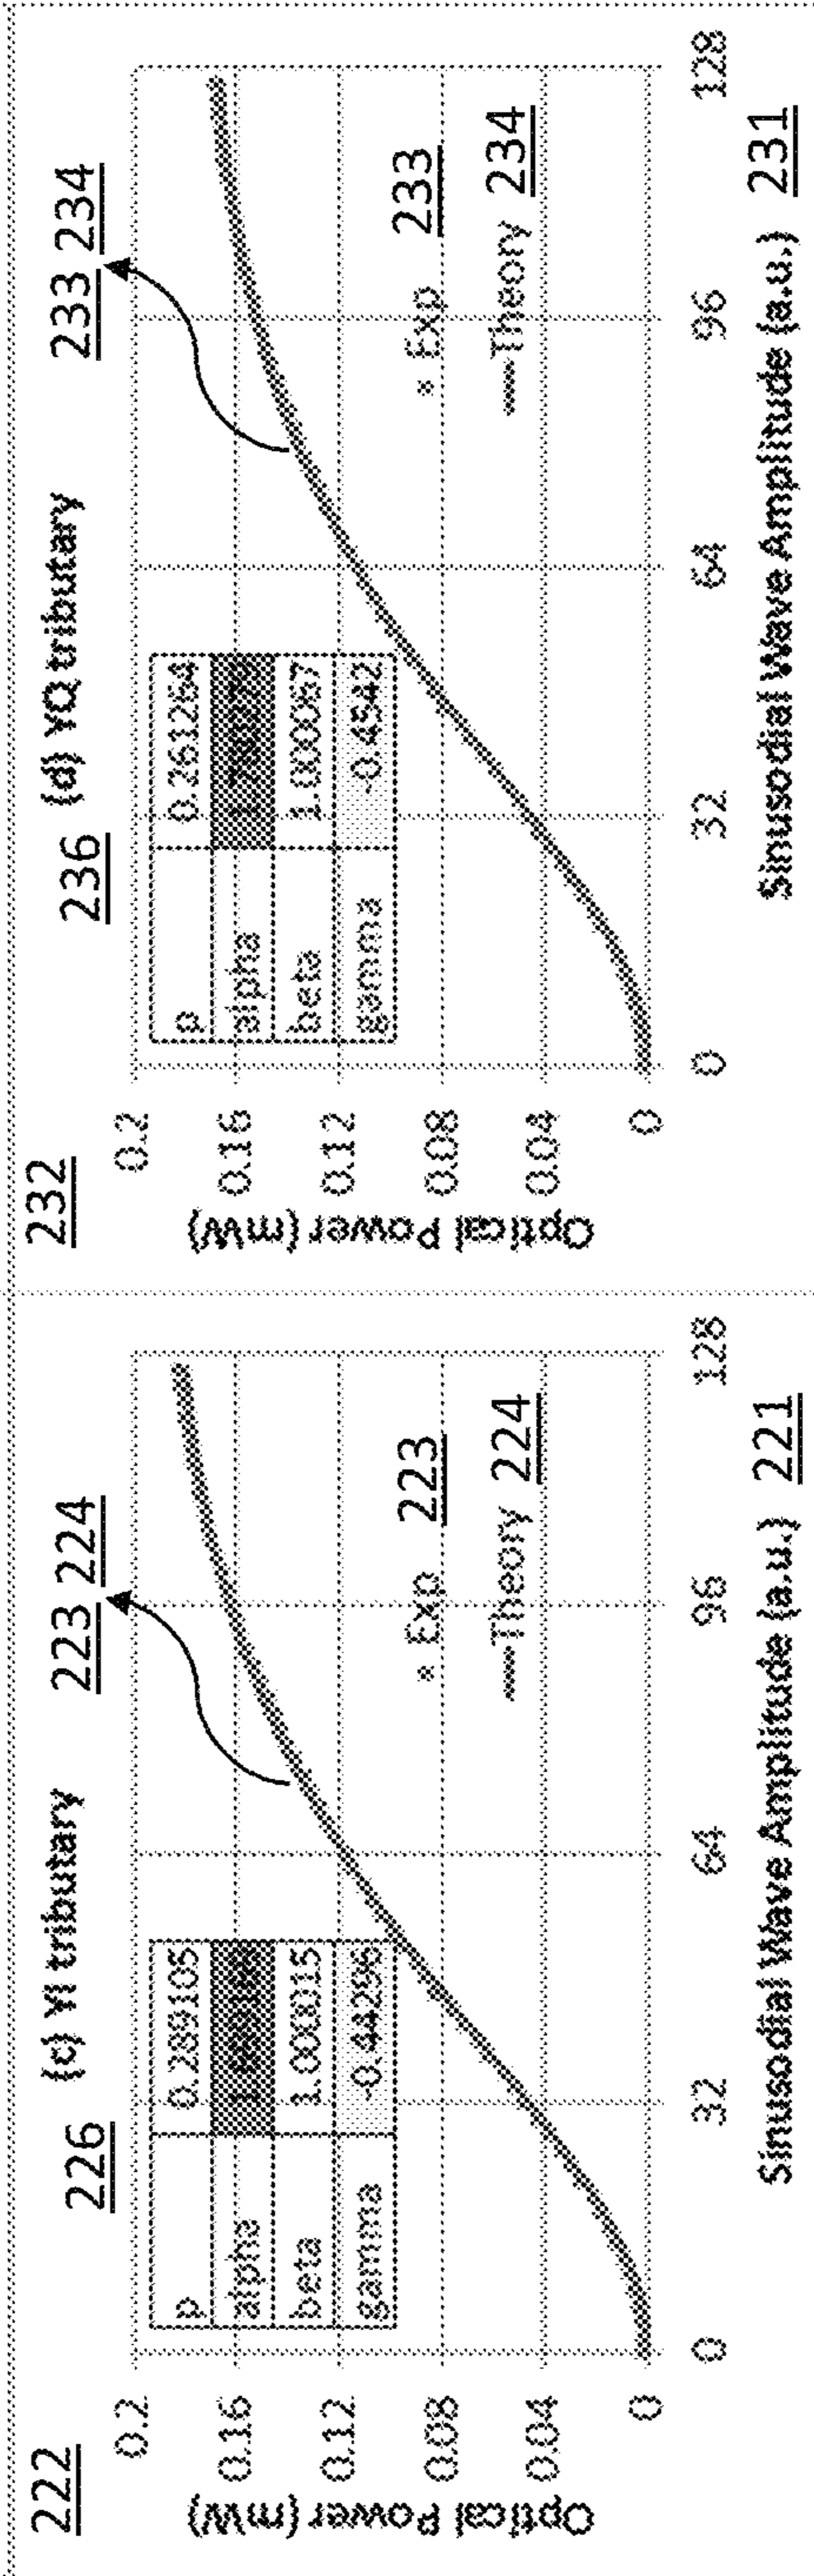 222
226
(c) YI tributary
223 224
0.2
0.16
0.12
0.08
0.04
0
Optical Power (mW)
p 0.289105
alpha
beta 1.000015
gamma -0.44296
Exp 223
Theory 224
0 32 64 96 128
Sinusodial Wave Amplitude (a.u.) 221
232
236
(d) YQ tributary
233 234
0.2
0.16
0.12
0.08
0.04
0
Optical Power (mW)
p 0.261264
alpha
beta 1.000067
gamma -0.4542
Exp 233
Theory 234
0 32 64 96 128
Sinusodial Wave Amplitude (a.u.) 231